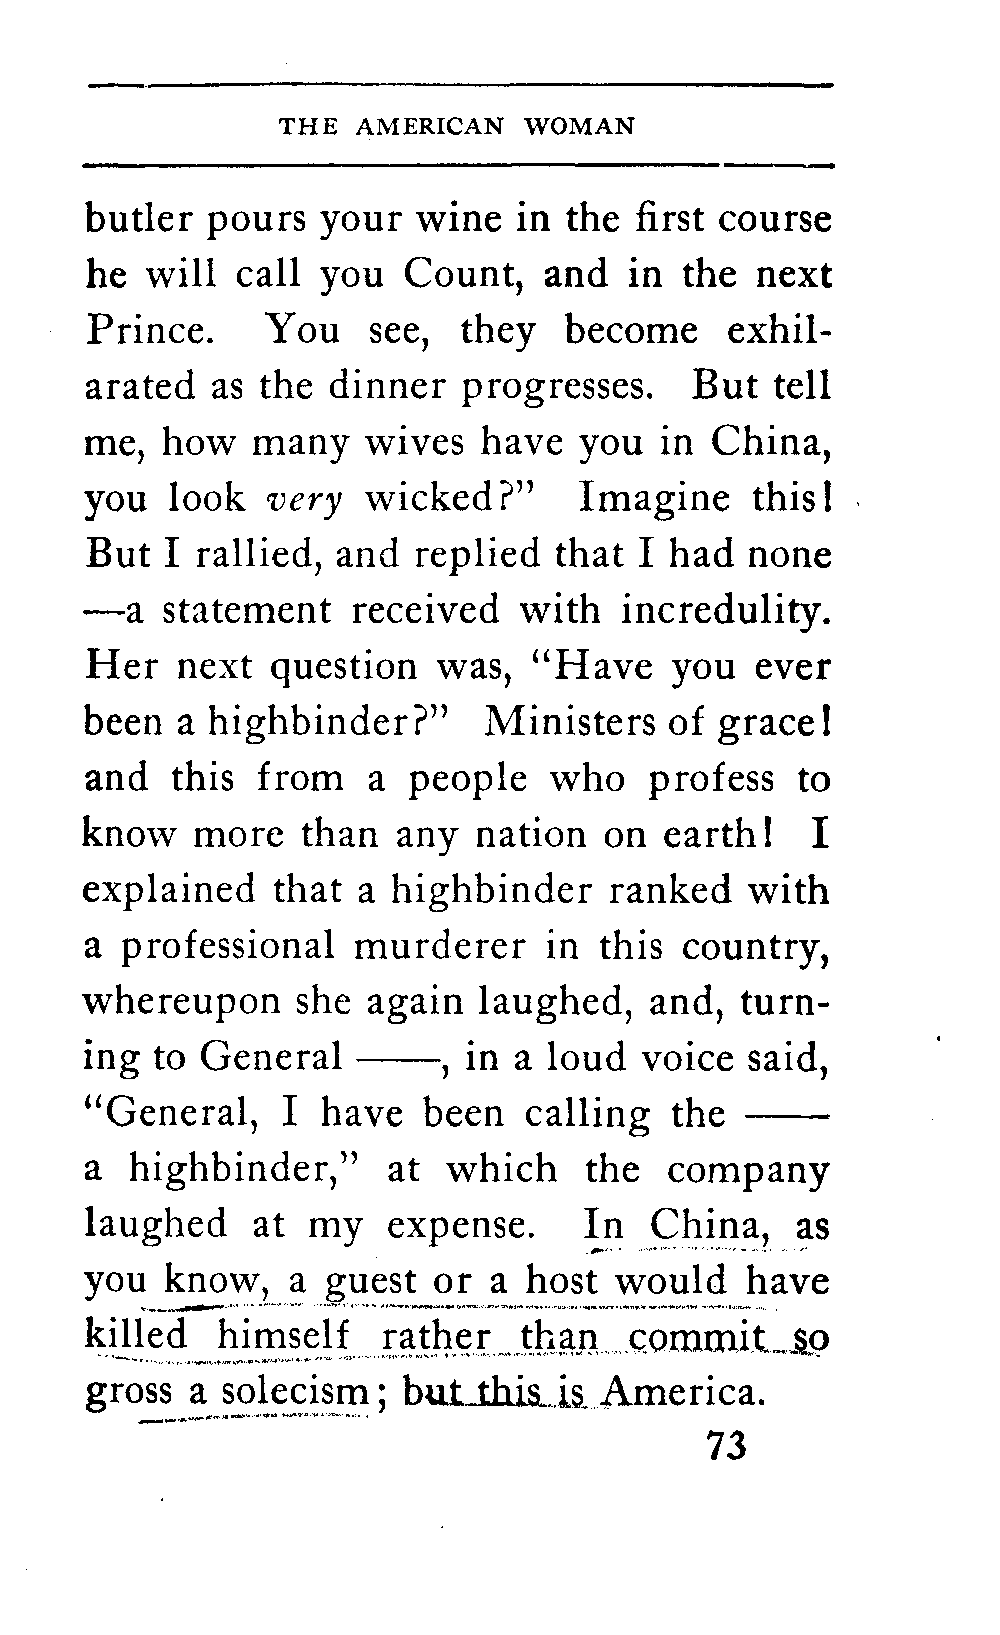 THE AMERICAN WOMAN
butler pours your wine in the first course
he will call you Count, and in the next
Prince. You see, they become exhil-
arated as the dinner progresses. But tell
me, how many wives have you in China,
you look very wicked?" Imagine this!
But I rallied, and replied that I had none
—a statement received with incredulity.
Her next question was, "Have you ever
been a highbinder?" Ministers of grace!
and this from a people who profess to
know more than any nation on earth! I
explained that a highbinder ranked with
a professional murderer in this country,
whereupon she again laughed, and, turn-
ing to General ——, in a loud voice said,
"General, I have been calling the ——
a highbinder," at which the company
laughed at my expense. In China, as
you know, a guest or a host would have
killed himself rather than commit so
gross a solecism; but this is America.
73